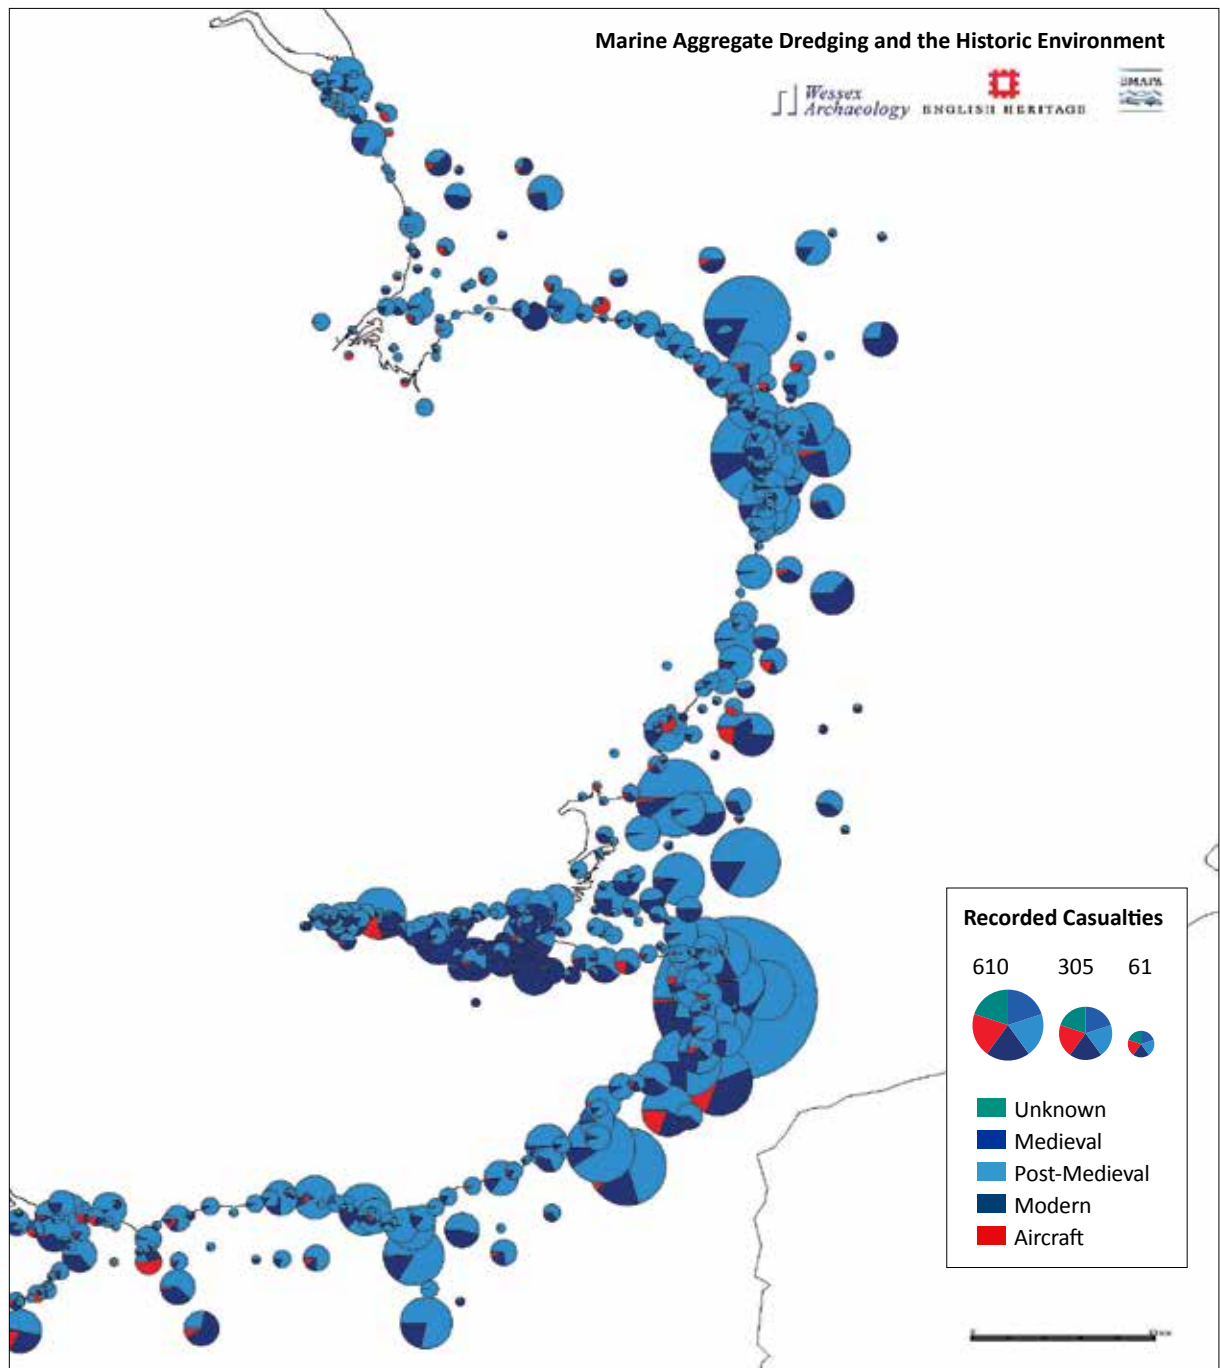 Marine Aggregate Dredging and the Historic Environment
Wessex
Archaeology
ENGLISH HERITAGE
BMAPA
Recorded Casualties
610 305 61
Unknown
Medieval
Post-Medieval
Modern
Aircraft